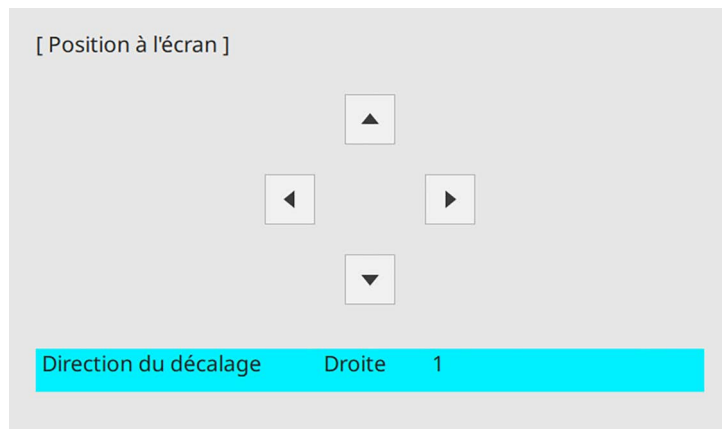 [ Position à l'écran ]
Direction du décalage Droite 1